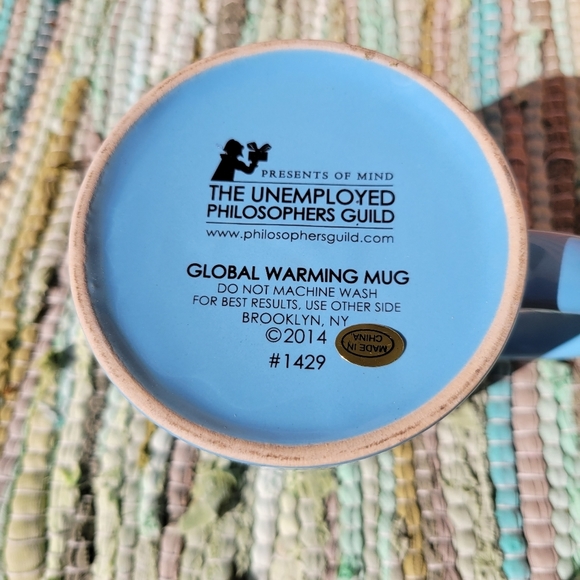 PRESENTS OF MIND
THE UNEMPLOYED
PHILOSOPHERS GUILD
www.philosophersguild.com
GLOBAL WARMING MUG
DO NOT MACHINE WASH
FOR BEST RESULTS, USE OTHER SIDE
BROOKLYN, NY
©2014
#1429
MADE IN
CHINA